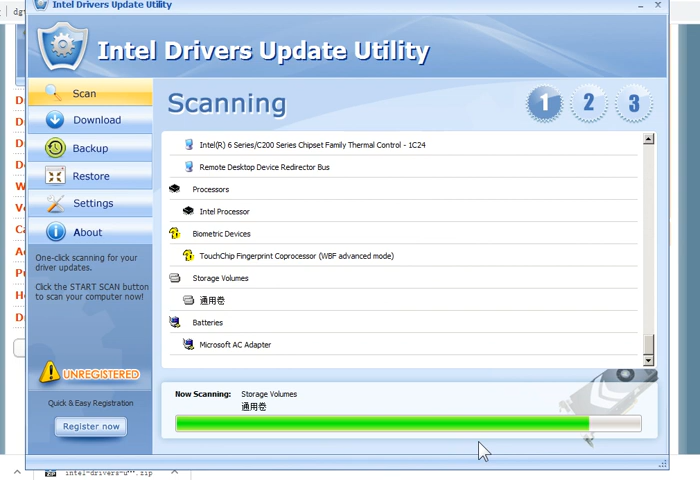 dgt
Intel Drivers Update Utility
Intel Drivers Update Utility
Scan
Download
Backup
Restore
Settings
About
One-click scanning for your
driver updates.
Click the START SCAN button
to scan your computer now!
UNREGISTERED
Quick & Easy Registration
Register now
Scanning
1 2 3
Intel(R) 6 Series/C200 Series Chipset Family Thermal Control - 1C24
Remote Desktop Device Redirector Bus
Processors
Intel Processor
Biometric Devices
TouchChip Fingerprint Coprocessor (WBF advanced mode)
Storage Volumes
通用卷
Batteries
Microsoft AC Adapter
Now Scanning: Storage Volumes
通用卷
intel-drivers-u....zip